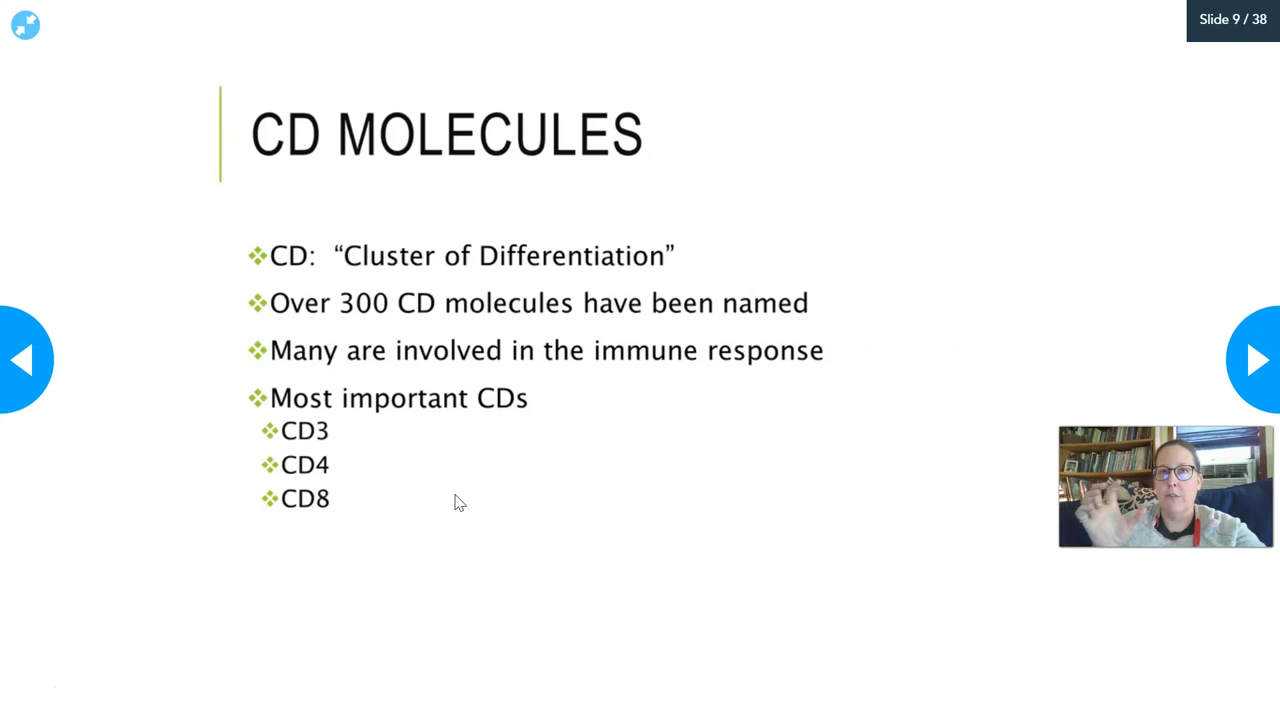 Slide 9 / 38
CD MOLECULES
CD: “Cluster of Differentiation”
Over 300 CD molecules have been named
Many are involved in the immune response
Most important CDs
CD3
CD4
CD8